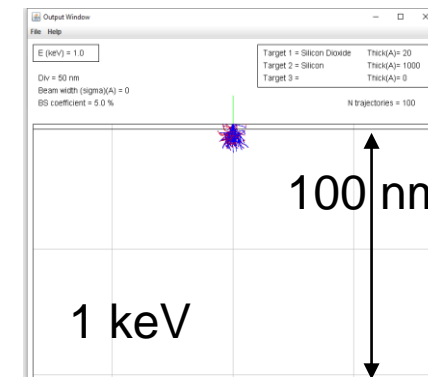 Output Window
File Help
E (keV) = 1.0
Div = 50 nm
Beam width (sigma)(A) = 0
BS coefficient = 5.0 %
Target 1 = Silicon Dioxide Thick(A)= 20
Target 2 = Silicon Thick(A)= 1000
Target 3 = Thick(A)= 0
N trajectories = 100
100 nm
1 keV